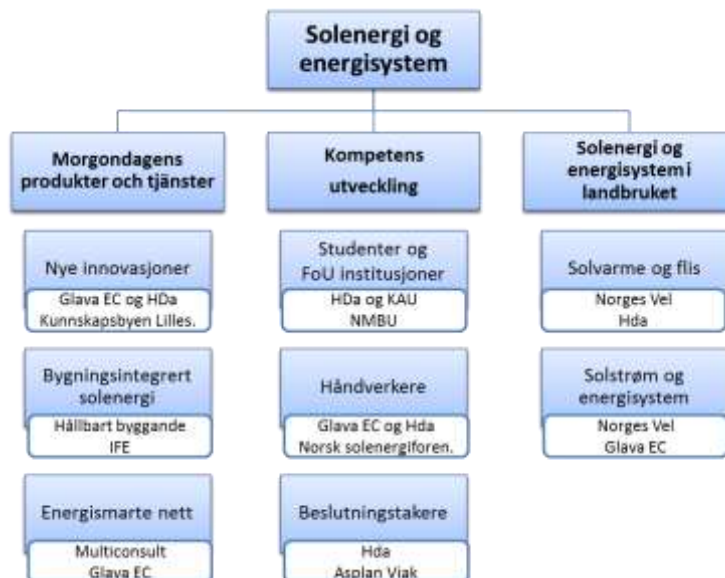 Solenergi og
energisystem
Morgondagens
produkter och tjänster
Nye innovasjoner
Glava EC og HDa
Kunnskapsbyen Lilles.
Bygningsintegrert
solenergi
Hållbart byggande
IFE
Energismarte nett
Multiconsult
Glava EC
Kompetens
utveckling
Studenter og
FoU institusjoner
HDa og KAU
NMBU
Håndverkere
Glava EC og Hda
Norsk solenergiforen.
Beslutningstakere
Hda
Asplan Viak
Solenergi og
energisystem i
landbruket
Solvarme og flis
Norges Vel
Hda
Solstrøm og
energisystem
Norges Vel
Glava EC